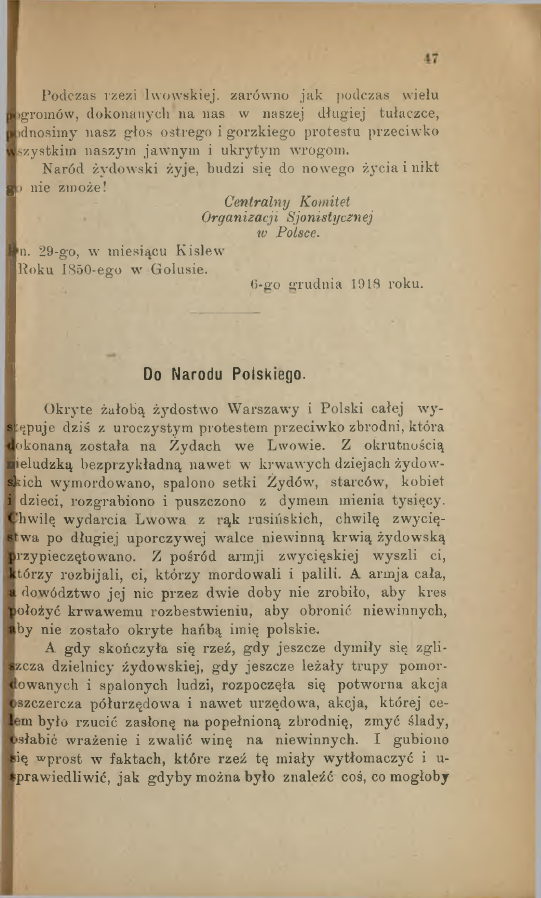 47
Podczas rzezi lwowskiej. zarówno jak podczas wielu
pogromów, dokonanych na nas w naszej długiej tułaczce,
podnosimy nasz głos ostrego i gorzkiego protestu przeciwko
wszystkim naszym jawnym i ukrytym wrogom.
Naród żydowski żyje, budzi się do nowego życia i nikt
go nie zmoże!
Centralny Komitet
Organizacji Sjonistycznej
w Polsce.
Dn. 29-go, w miesiącu Kislew
Roku 1850-ego w Golusie.
6-go grudnia 1918 roku.
Do Narodu Polskiego.
Okryte żałobą żydostwo Warszawy i Polski całej wy-
stępuje dziś z uroczystym protestem przeciwko zbrodni, która
dokonaną została na Żydach we Lwowie. Z okrutnością
nieludzką bezprzykładną nawet w krwawych dziejach żydow-
skich wymordowano, spalono setki Żydów, starców, kobiet
i dzieci, rozgrabiono i puszczono z dymem mienia tysięcy.
Chwilę wydarcia Lwowa z rąk rusińskich, chwilę zwycię-
stwa po długiej uporczywej walce niewinną krwią żydowską
przypieczętowano. Z pośród armji zwycięskiej wyszli ci,
którzy rozbijali, ci, którzy mordowali i palili. A armja cała,
a dowództwo jej nic przez dwie doby nie zrobiło, aby kres
położyć krwawemu rozbestwieniu, aby obronić niewinnych,
aby nie zostało okryte hańbą imię polskie.
A gdy skończyła się rzeź, gdy jeszcze dymiły się zgli-
szcza dzielnicy żydowskiej, gdy jeszcze leżały trupy pomor-
dowanych i spalonych ludzi, rozpoczęła się potworna akcja
oszczercza półurzędowa i nawet urzędowa, akcja, której ce-
lem było rzucić zasłonę na popełnioną zbrodnię, zmyć ślady,
osłabić wrażenie i zwalić winę na niewinnych. I gubiono
się wprost w faktach, które rzeź tę miały wytłomaczyć i u-
sprawiedliwić, jak gdyby można było znaleźć coś, co mogłoby